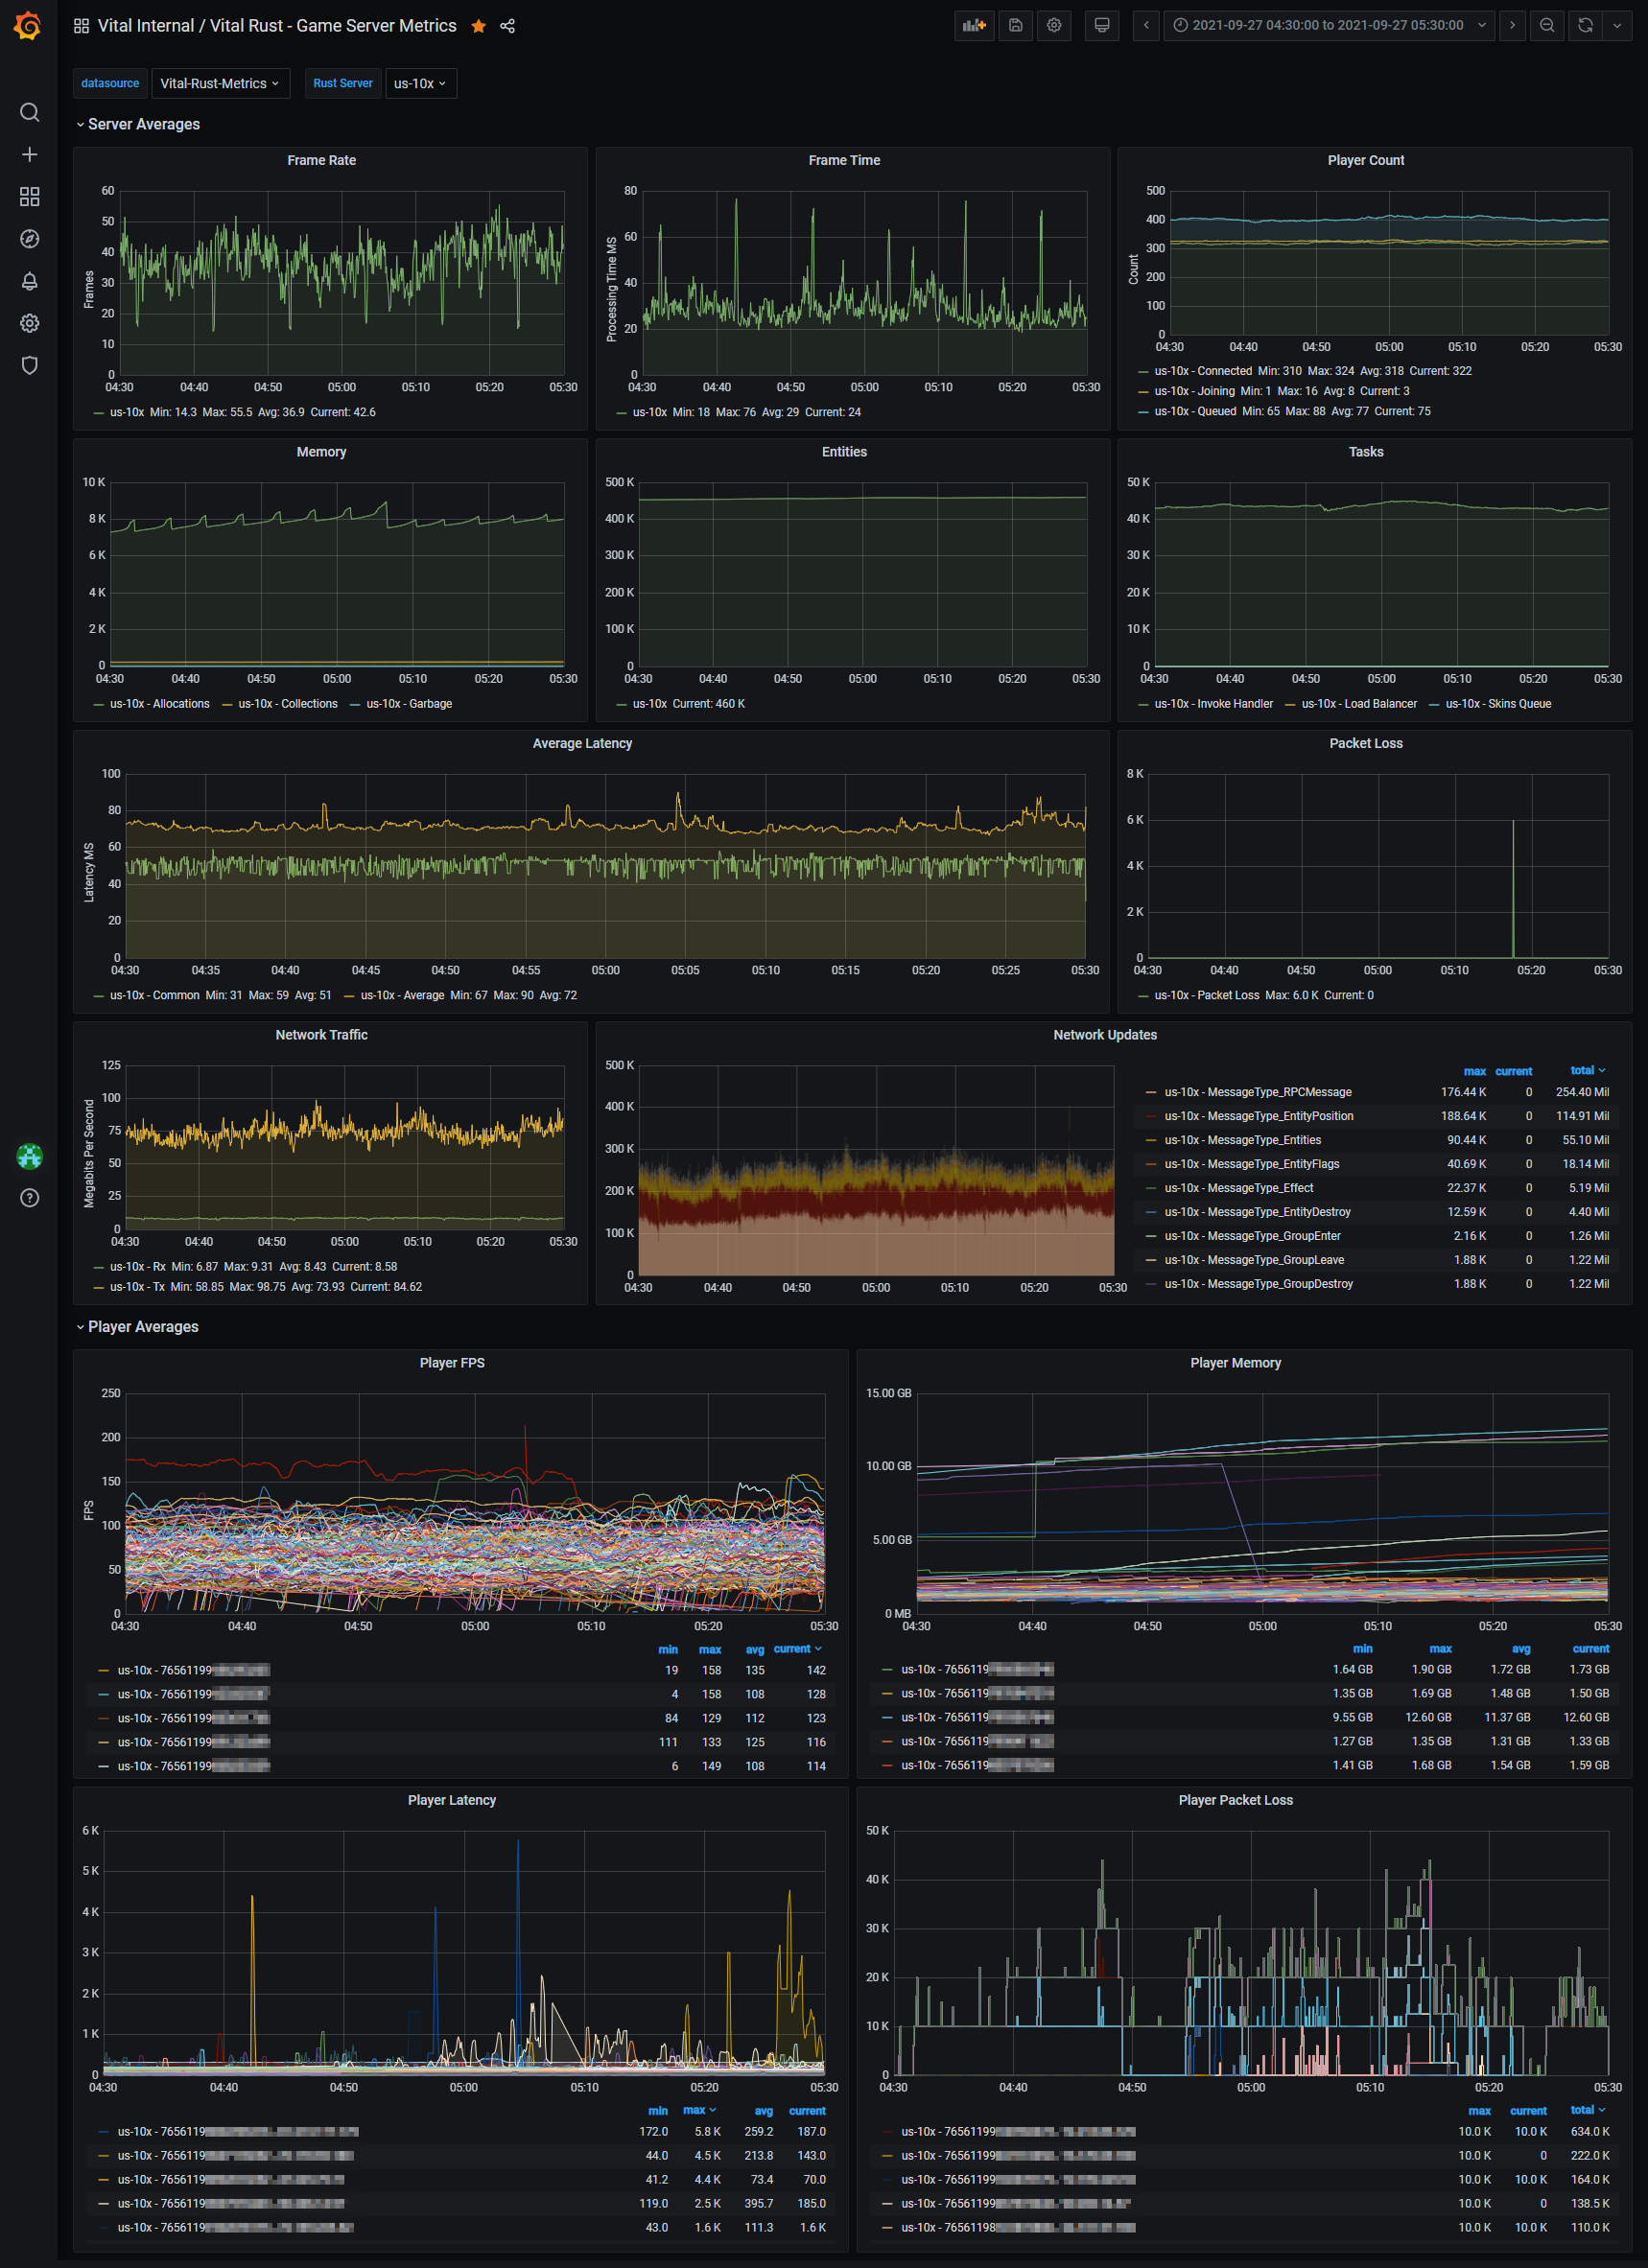 Vital Internal / Vital Rust - Game Server Metrics
2021-09-27 04:30:00 to 2021-09-27 05:30:00
datasource Vital-Rust-Metrics Rust Server us-10x
Server Averages
Frame Rate
Frames
60
50
40
30
20
10
0
04:30 04:40 04:50 05:00 05:10 05:20 05:30
us-10x Min: 14.3 Max: 55.5 Avg: 36.9 Current: 42.6
Frame Time
Processing Time MS
80
60
40
20
0
04:30 04:40 04:50 05:00 05:10 05:20 05:30
us-10x Min: 18 Max: 76 Avg: 29 Current: 24
Player Count
Count
500
400
300
200
100
0
04:30 04:40 04:50 05:00 05:10 05:20 05:30
us-10x - Connected Min: 310 Max: 324 Avg: 318 Current: 322
us-10x - Joining Min: 1 Max: 16 Avg: 8 Current: 3
us-10x - Queued Min: 65 Max: 88 Avg: 77 Current: 75
Memory
10 K
8 K
6 K
4 K
2 K
0
04:30 04:40 04:50 05:00 05:10 05:20 05:30
us-10x - Allocations us-10x - Collections us-10x - Garbage
Entities
500 K
400 K
300 K
200 K
100 K
0
04:30 04:40 04:50 05:00 05:10 05:20 05:30
us-10x Current: 460 K
Tasks
50 K
40 K
30 K
20 K
10 K
0
04:30 04:40 04:50 05:00 05:10 05:20 05:30
us-10x - Invoke Handler us-10x - Load Balancer us-10x - Skins Queue
Average Latency
Latency MS
100
80
60
40
20
0
04:30 04:35 04:40 04:45 04:50 04:55 05:00 05:05 05:10 05:15 05:20 05:25 05:30
us-10x - Common Min: 31 Max: 59 Avg: 51 us-10x - Average Min: 67 Max: 90 Avg: 72
Packet Loss
8 K
6 K
4 K
2 K
0
04:30 04:40 04:50 05:00 05:10 05:20 05:30
us-10x - Packet Loss Max: 6.0 K Current: 0
Network Traffic
Megabits Per Second
125
100
75
50
25
0
04:30 04:40 04:50 05:00 05:10 05:20 05:30
us-10x - Rx Min: 6.87 Max: 9.31 Avg: 8.43 Current: 8.58
us-10x - Tx Min: 58.85 Max: 98.75 Avg: 73.93 Current: 84.62
Network Updates
500 K
400 K
300 K
200 K
100 K
0
04:30 04:40 04:50 05:00 05:10 05:20 05:30
max current total
us-10x - MessageType_RPCMessage 176.44 K 0 254.40 Mil
us-10x - MessageType_EntityPosition 188.64 K 0 114.91 Mil
us-10x - MessageType_Entities 90.44 K 0 55.10 Mil
us-10x - MessageType_EntityFlags 40.69 K 0 18.14 Mil
us-10x - MessageType_Effect 22.37 K 0 5.19 Mil
us-10x - MessageType_EntityDestroy 12.59 K 0 4.40 Mil
us-10x - MessageType_GroupEnter 2.16 K 0 1.26 Mil
us-10x - MessageType_GroupLeave 1.88 K 0 1.22 Mil
us-10x - MessageType_GroupDestroy 1.88 K 0 1.22 Mil
Player Averages
Player FPS
FPS
250
200
150
100
50
0
04:30 04:40 04:50 05:00 05:10 05:20 05:30
min max avg current
us-10x - 76561199 19 158 135 142
us-10x - 76561199 4 158 108 128
us-10x - 76561199 84 129 112 123
us-10x - 76561199 111 133 125 116
us-10x - 76561199 6 149 108 114
Player Memory
15.00 GB
10.00 GB
5.00 GB
0 MB
04:30 04:40 04:50 05:00 05:10 05:20 05:30
min max avg current
us-10x - 7656119 1.64 GB 1.90 GB 1.72 GB 1.73 GB
us-10x - 7656119 1.35 GB 1.69 GB 1.48 GB 1.50 GB
us-10x - 7656119 9.55 GB 12.60 GB 11.37 GB 12.60 GB
us-10x - 7656119 1.27 GB 1.35 GB 1.31 GB 1.33 GB
us-10x - 7656119 1.41 GB 1.68 GB 1.54 GB 1.59 GB
Player Latency
6 K
5 K
4 K
3 K
2 K
1 K
0
04:30 04:40 04:50 05:00 05:10 05:20 05:30
min max avg current
us-10x - 7656119 172.0 5.8 K 259.2 187.0
us-10x - 7656119 44.0 4.5 K 213.8 143.0
us-10x - 7656119 41.2 4.4 K 73.4 70.0
us-10x - 7656119 119.0 2.5 K 395.7 185.0
us-10x - 7656119 43.0 1.6 K 111.3 1.6 K
Player Packet Loss
50 K
40 K
30 K
20 K
10 K
0
04:30 04:40 04:50 05:00 05:10 05:20 05:30
max current total
us-10x - 76561199 10.0 K 10.0 K 634.0 K
us-10x - 76561199 10.0 K 0 222.0 K
us-10x - 76561199 10.0 K 10.0 K 164.0 K
us-10x - 76561199 10.0 K 0 138.5 K
us-10x - 76561198 10.0 K 10.0 K 110.0 K